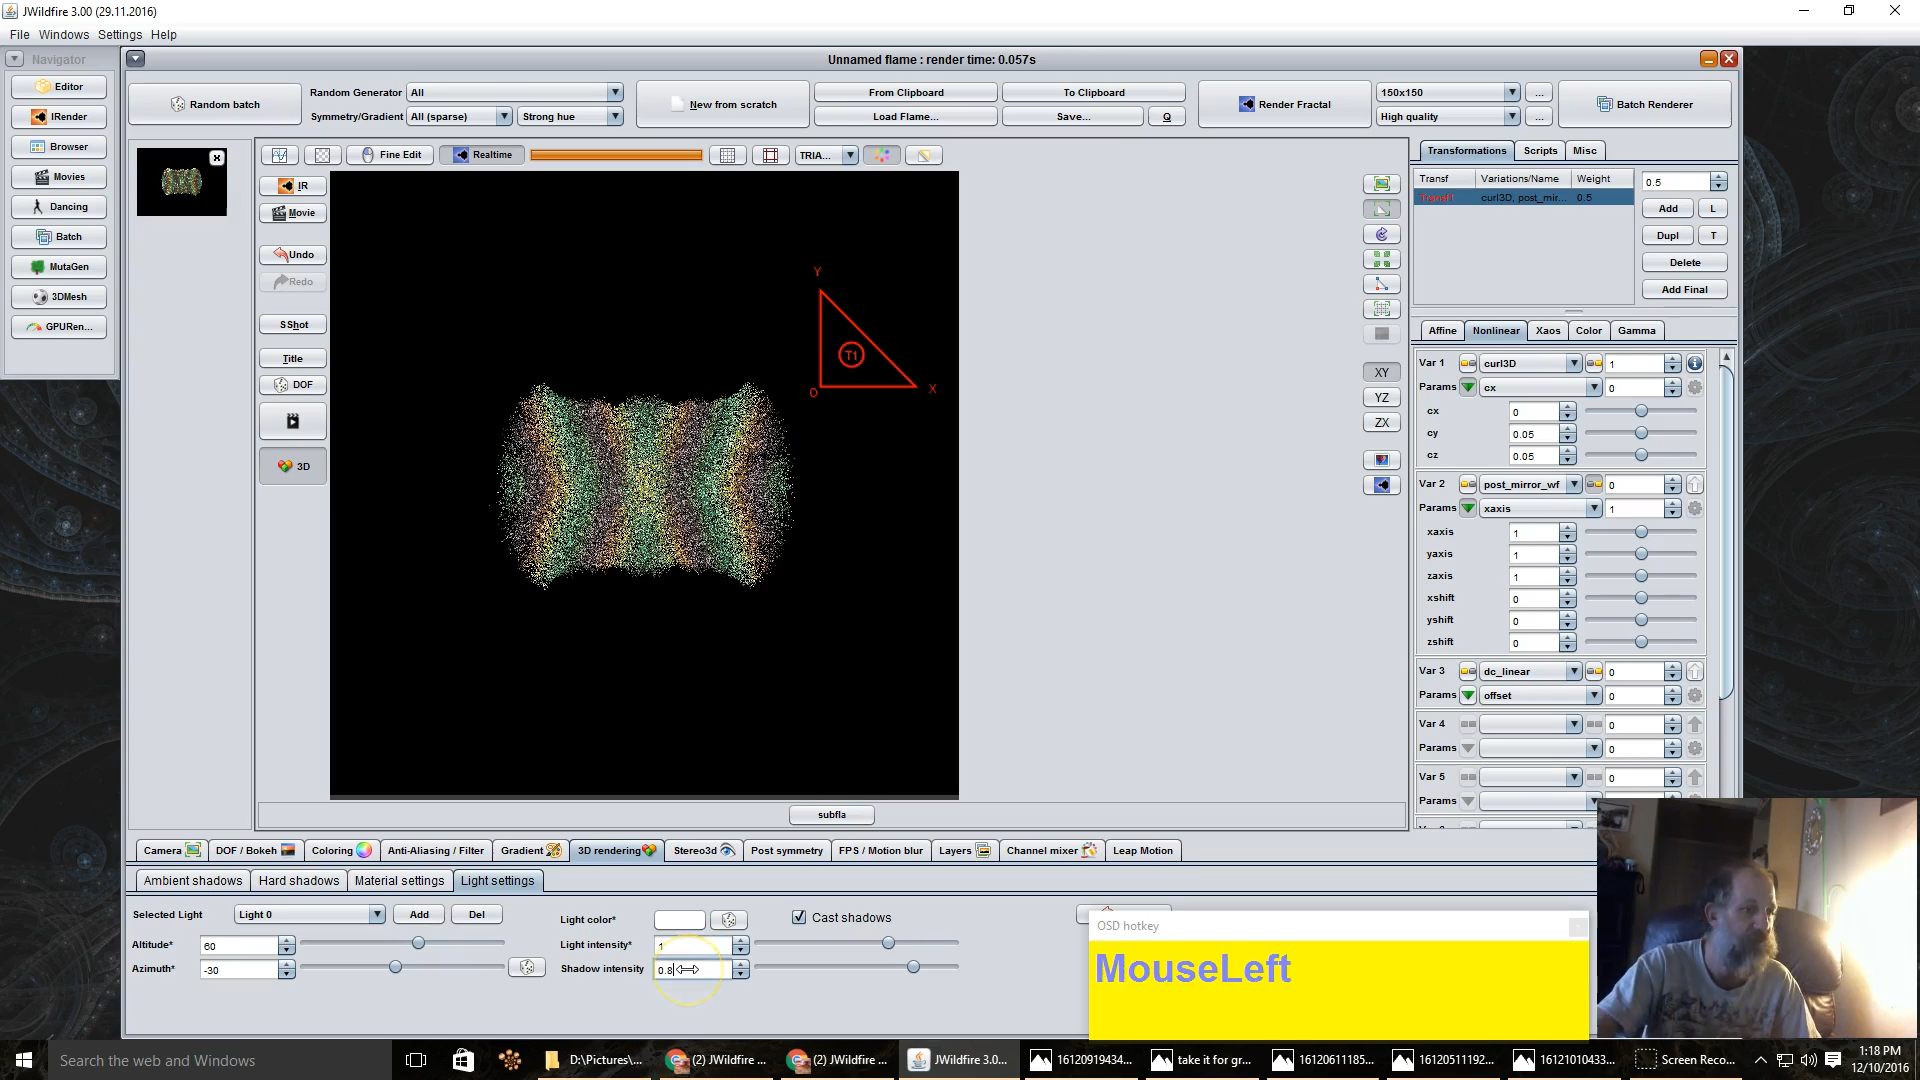 JWildfire 3.00 (29.11.2016)
File Windows Settings Help
Navigator
Unnamed flame : render time: 0.057s
Editor
IRender
Browser
Movies
Dancing
Batch
MutaGen
3DMesh
GPURen...
Random batch
Random Generator All
Symmetry/Gradient All (sparse) Strong hue
New from scratch
From Clipboard To Clipboard
Load Flame... Save... Q
Render Fractal
150x150 ...
High quality ...
Batch Renderer
Fine Edit Realtime TRIA...
IR
Movie
Undo
Redo
SShot
Title
DOF
3D
Y
T1
O X
XY
YZ
ZX
Transformations Scripts Misc
Transf Variations/Name Weight
Transf1 curl3D, post_mir... 0.5
0.5
Add L
Dupl T
Delete
Add Final
Affine Nonlinear Xaos Color Gamma
Var 1 curl3D 1
Params cx 0
cx 0
cy 0.05
cz 0.05
Var 2 post_mirror_wf 0
Params xaxis 1
xaxis 1
yaxis 1
zaxis 1
xshift 0
yshift 0
zshift 0
Var 3 dc_linear 0
Params offset 0
Var 4 0
Params 0
Var 5 0
Params
subfla
Camera DOF / Bokeh Coloring Anti-Aliasing / Filter Gradient 3D rendering Stereo3d Post symmetry FPS / Motion blur Layers Channel mixer Leap Motion
Ambient shadows Hard shadows Material settings Light settings
Selected Light Light 0 Add Del
Altitude* 60
Azimuth* -30
Light color*
Cast shadows
Light intensity* 1
Shadow intensity 0.8
OSD hotkey
MouseLeft
Search the web and Windows
D:\Pictures\...
(2) JWildfire ...
(2) JWildfire ...
JWildfire 3.0...
16120919434...
take it for gr...
16120611185...
16120511192...
16121010433...
Screen Reco...
1:18 PM
12/10/2016